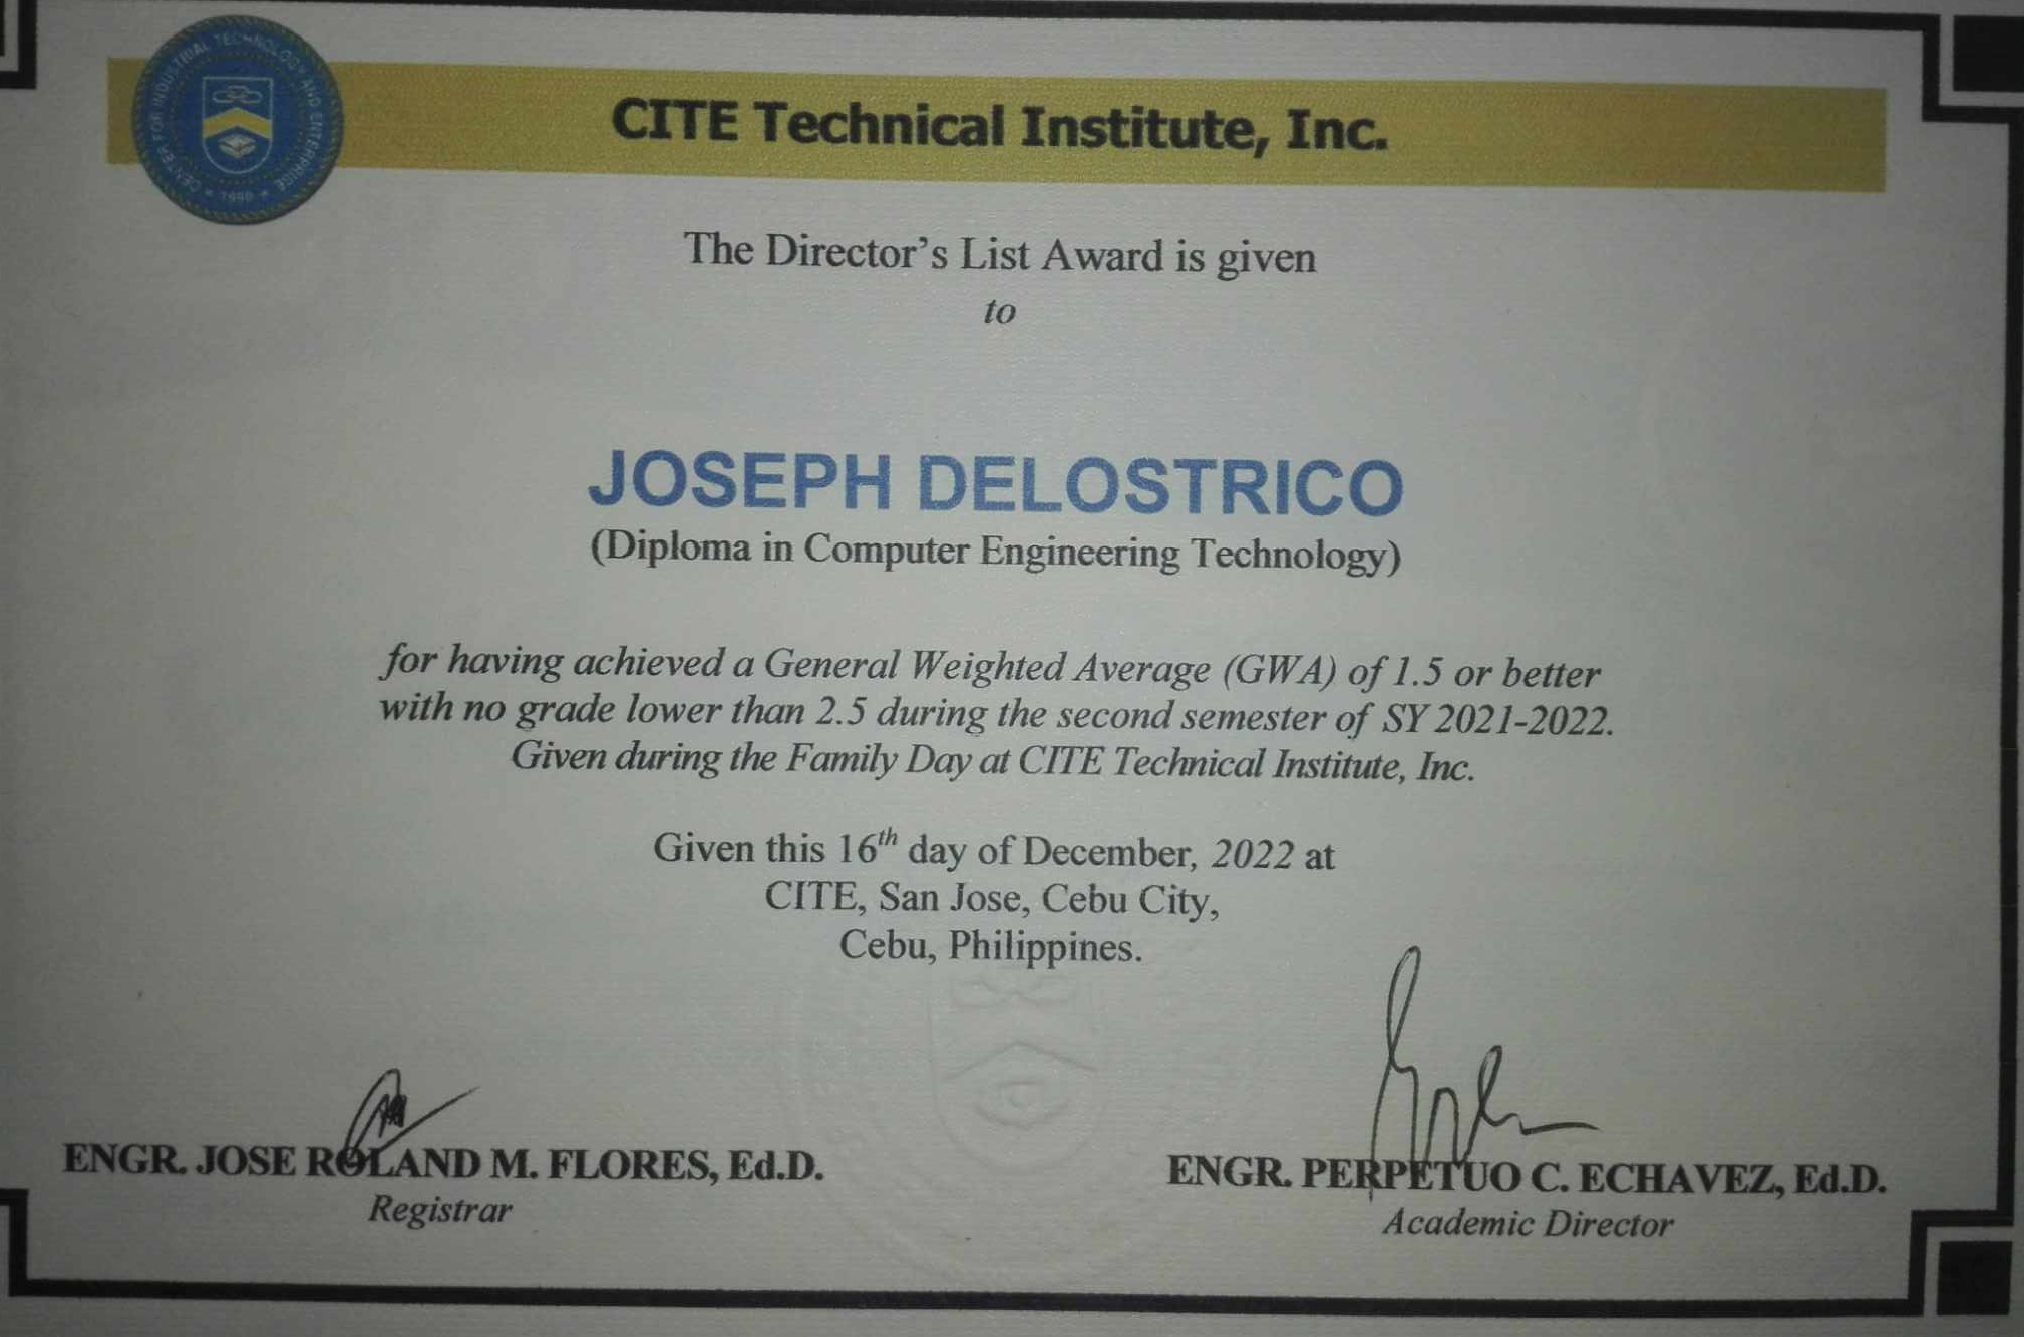 CENTER FOR INDUSTRIAL TECHNOLOGY AND ENTERPRISE
* 1990 *
CITE Technical Institute, Inc.
The Director's List Award is given
to
JOSEPH DELOSTRICO
(Diploma in Computer Engineering Technology)
for having achieved a General Weighted Average (GWA) of 1.5 or better
with no grade lower than 2.5 during the second semester of SY 2021-2022.
Given during the Family Day at CITE Technical Institute, Inc.
Given this 16th day of December, 2022 at
CITE, San Jose, Cebu City,
Cebu, Philippines.
ENGR. JOSE ROLAND M. FLORES, Ed.D.
Registrar
ENGR. PERPETUO C. ECHAVEZ, Ed.D.
Academic Director